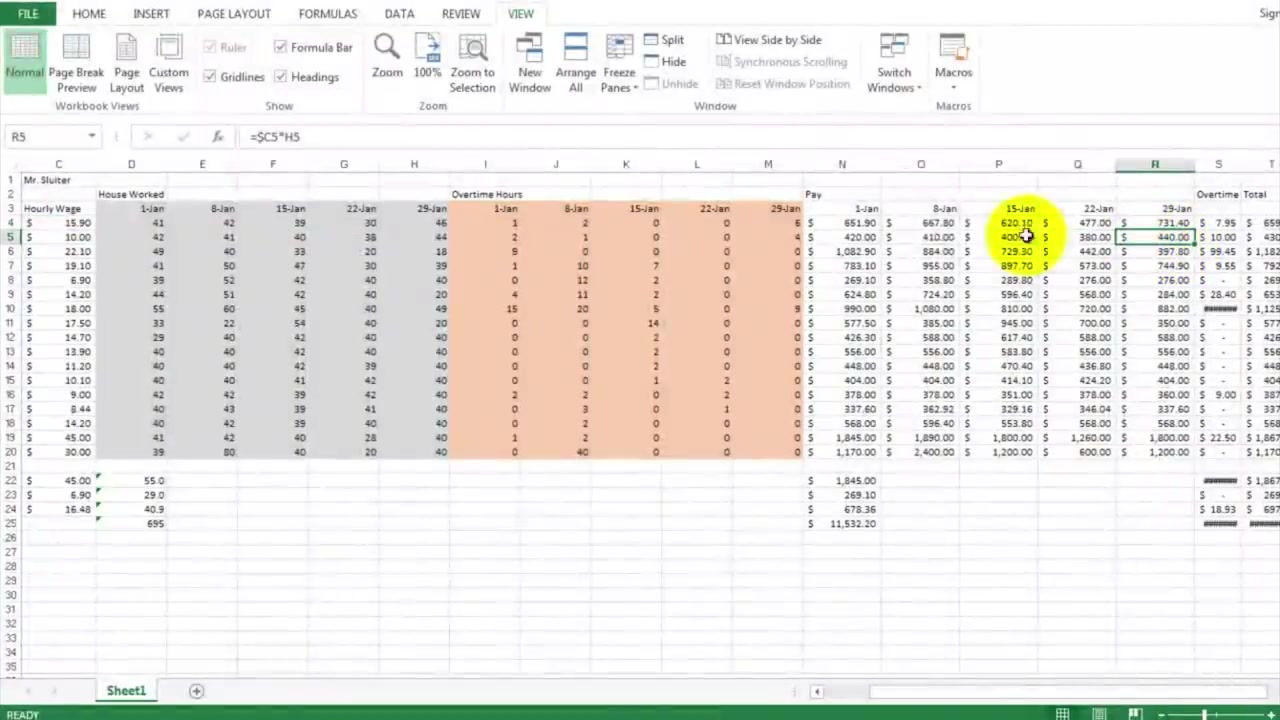 FILE HOME INSERT PAGE LAYOUT FORMULAS DATA REVIEW VIEW Sign
Normal Page Break Preview Page Layout Custom Views Ruler Formula Bar Gridlines Headings Zoom 100% Zoom to Selection New Window Arrange All Freeze Panes Split Hide Unhide View Side by Side Synchronous Scrolling Reset Window Position Switch Windows Macros
Workbook Views Show Zoom Window Macros
R5 fx =$C5*H5
C D E F G H I J K L M N O P Q R S T
1 Mr. Sluiter
2 House Worked Overtime Hours Pay Overtime Total
3 Hourly Wage 1-Jan 8-Jan 15-Jan 22-Jan 29-Jan 1-Jan 8-Jan 15-Jan 22-Jan 29-Jan 1-Jan 8-Jan 15-Jan 22-Jan 29-Jan
4 $ 15.90 41 42 39 30 46 1 2 0 0 6 $ 651.90 $ 667.80 $ 620.10 $ 477.00 $ 731.40 $ 7.95 $ 659
5 $ 10.00 42 41 40 38 44 2 1 0 0 $ 420.00 $ 410.00 $ 400 $ 380.00 $ 440.00 $ 10.00 $ 430
6 $ 22.10 49 40 33 20 18 9 0 0 0 0 $ 1,082.90 $ 884.00 $ 729.30 $ 442.00 $ 397.80 $ 99.45 $ 1,182
7 $ 19.10 41 50 47 30 39 1 10 7 0 0 $ 783.10 $ 955.00 $ 897.70 $ 573.00 $ 744.90 $ 9.55 $ 792
8 $ 6.90 39 52 42 40 40 0 12 2 0 0 $ 269.10 $ 358.80 $ 289.80 $ 276.00 $ 276.00 $ - $ 269
9 $ 14.20 44 51 42 40 20 4 11 2 0 0 $ 624.80 $ 724.20 $ 596.40 $ 568.00 $ 284.00 $ 28.40 $ 653
10 $ 18.00 55 60 45 40 49 15 20 5 0 9 $ 990.00 $ 1,080.00 $ 810.00 $ 720.00 $ 882.00 ####### $ 1,125
11 $ 17.50 33 22 54 40 20 0 0 14 0 0 $ 577.50 $ 385.00 $ 945.00 $ 700.00 $ 350.00 $ - $ 577
12 $ 14.70 29 40 42 40 40 0 0 2 0 0 $ 426.30 $ 588.00 $ 617.40 $ 588.00 $ 588.00 $ - $ 426
13 $ 13.90 40 40 42 40 40 0 0 2 0 0 $ 556.00 $ 556.00 $ 583.80 $ 556.00 $ 556.00 $ - $ 556
14 $ 11.20 40 40 42 39 40 0 0 2 0 0 $ 448.00 $ 448.00 $ 470.40 $ 436.80 $ 448.00 $ - $ 448
15 $ 10.10 40 40 41 42 40 0 0 1 2 0 $ 404.00 $ 404.00 $ 414.10 $ 424.20 $ 404.00 $ - $ 404
16 $ 9.00 42 42 39 42 40 2 2 0 2 0 $ 378.00 $ 378.00 $ 351.00 $ 378.00 $ 360.00 $ 9.00 $ 387
17 $ 8.44 40 43 39 41 40 0 3 0 1 0 $ 337.60 $ 362.92 $ 329.16 $ 346.04 $ 337.60 $ - $ 337
18 $ 14.20 40 42 39 40 40 0 2 0 0 0 $ 568.00 $ 596.40 $ 553.80 $ 568.00 $ 568.00 $ - $ 568
19 $ 45.00 41 42 40 28 40 1 2 0 0 0 $ 1,845.00 $ 1,890.00 $ 1,800.00 $ 1,260.00 $ 1,800.00 $ 22.50 $ 1,867
20 $ 30.00 39 80 40 20 40 0 40 0 0 0 $ 1,170.00 $ 2,400.00 $ 1,200.00 $ 600.00 $ 1,200.00 $ - $ 1,170
21
22 $ 45.00 55.0 $ 1,845.00 ####### $ 1,867
23 $ 6.90 29.0 $ 269.10 $ - $ 269
24 $ 16.48 40.9 $ 678.36 $ 18.93 $ 697
25 695 $ 11,532.20 ####### #######
26
27
28
29
30
31
32
33
34
35
Sheet1
READY